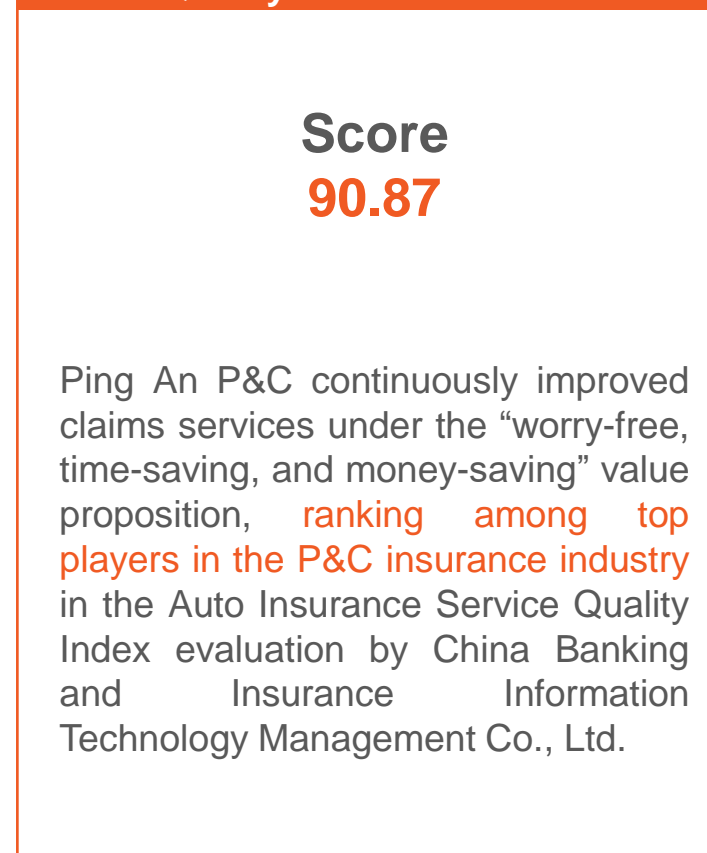 Score
90.87
Ping An P&C continuously improved
claims services under the “worry-free,
time-saving, and money-saving” value
proposition, ranking among top
players in the P&C insurance industry
in the Auto Insurance Service Quality
Index evaluation by China Banking
and Insurance Information
Technology Management Co., Ltd.